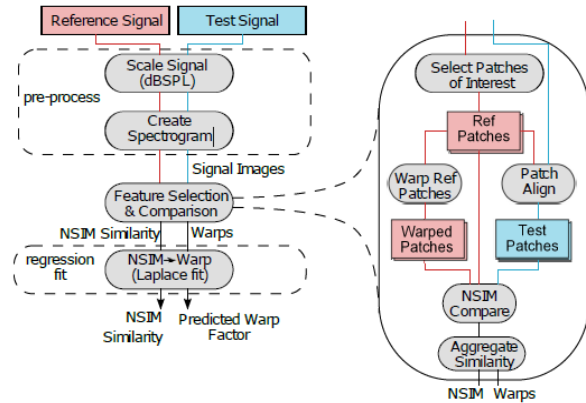 Reference Signal
Test Signal
Scale Signal
(dBSPL)
pre-process
Create
Spectrogram
Signal Images
Feature Selection
& Comparison
NSIM Similarity
Warps
regression
fit
NSIM→Warp
(Laplace fit)
NSIM
Similarity
Predicted Warp
Factor
Select Patches
of Interest
Ref
Patches
Warp Ref
Patches
Patch
Align
Warped
Patches
Test
Patches
NSIM
Compare
Aggregate
Similarity
NSIM
Warps